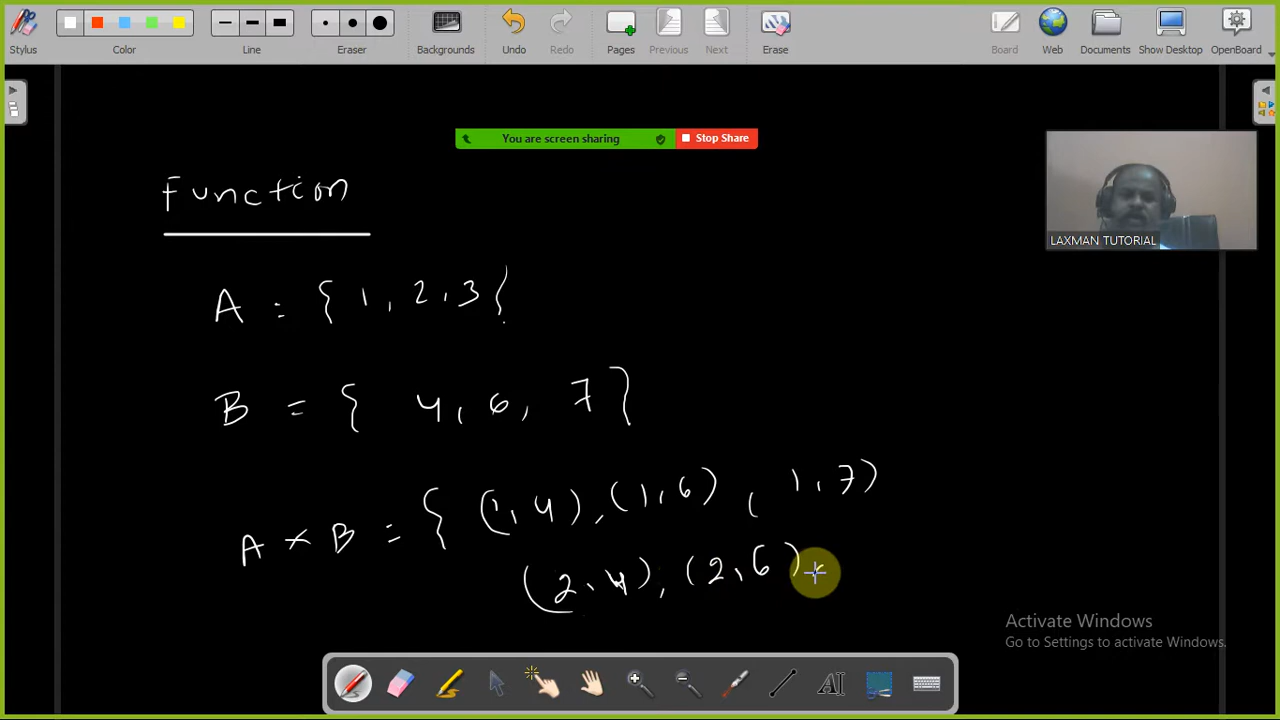 Stylus Color Line Eraser Backgrounds Undo Redo Pages Previous Next Erase Board Web Documents Show Desktop OpenBoard
You are screen sharing Stop Share
Function
LAXMAN TUTORIAL
A = { 1, 2, 3 {
B = { 4, 6, 7 }
A × B = { (1, 4), (1, 6), ( 1, 7)
(2, 4), (2, 6),
Activate Windows
Go to Settings to activate Windows.
AI